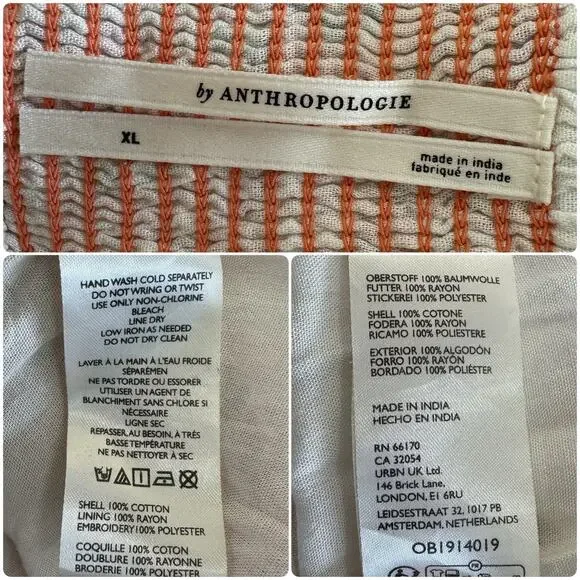 by ANTHROPOLOGIE
XL
made in india
fabriqué en inde
HAND WASH COLD SEPARATELY
DO NOT WRING OR TWIST
USE ONLY NON-CHLORINE
BLEACH
LINE DRY
LOW IRON AS NEEDED
DO NOT DRY CLEAN
LAVER À LA MAIN À L'EAU FROIDE
SÉPARÉMEN
NE PAS TORDRE OU ESSORER
UTILISER UN AGENT DE
BLANCHIMENT SANS CHLORE SI
NÉCESSAIRE
LIGNE SEC
REPASSER, AU BESOIN, À TRÈS
BASSE TEMPÉRATURE
NE PAS NETTOYER À SEC
SHELL 100% COTTON
LINING 100% RAYON
EMBROIDERY 100% POLYESTER
COQUILLE 100% COTON
DOUBLURE 100% RAYONNE
BRODERIE 100% POLYESTER
OBERSTOFF 100% BAUMWOLLE
FUTTER 100% RAYON
STICKEREI 100% POLYESTER
SHELL 100% COTONE
FODERA 100% RAYON
RICAMO 100% POLIESTERE
EXTERIOR 100% ALGODÓN
FORRO 100% RAYON
BORDADO 100% POLIÉSTER
MADE IN INDIA
HECHO EN INDIA
RN 66170
CA 32054
URBN UK Ltd.
146 Brick Lane,
LONDON, E1 6RU
LEIDSESTRAAT 32, 1017 PB
AMSTERDAM, NETHERLANDS
OB1914019